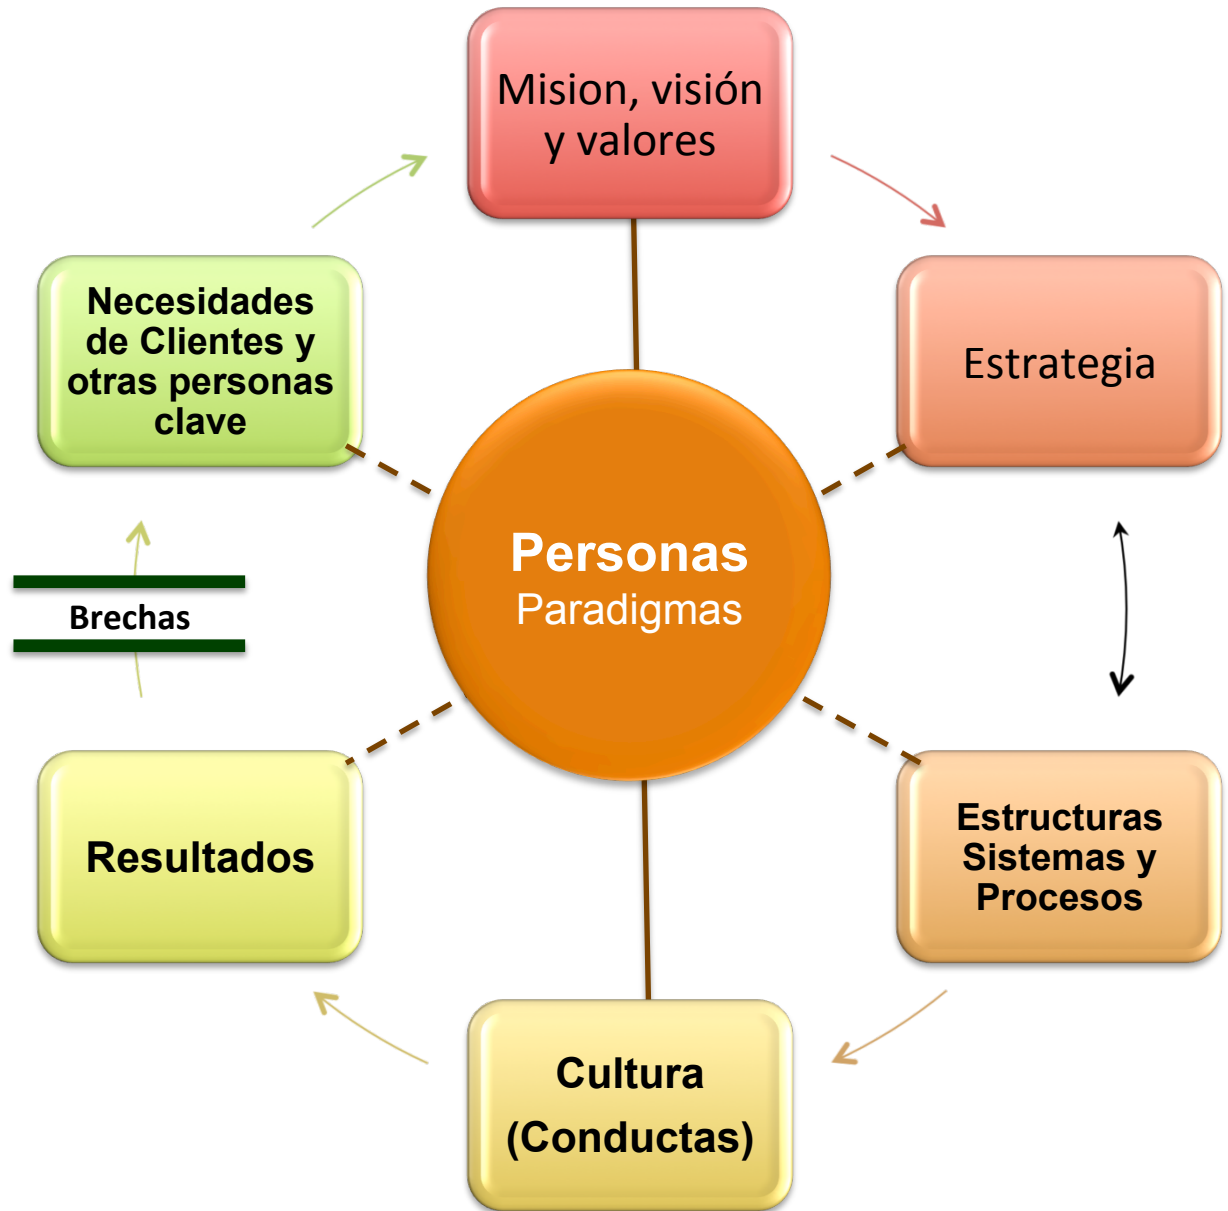 Mision, visión
y valores
Estrategia
Estructuras
Sistemas y
Procesos
Cultura
(Conductas)
Resultados
Brechas
Necesidades
de Clientes y
otras personas
clave
Personas
Paradigmas